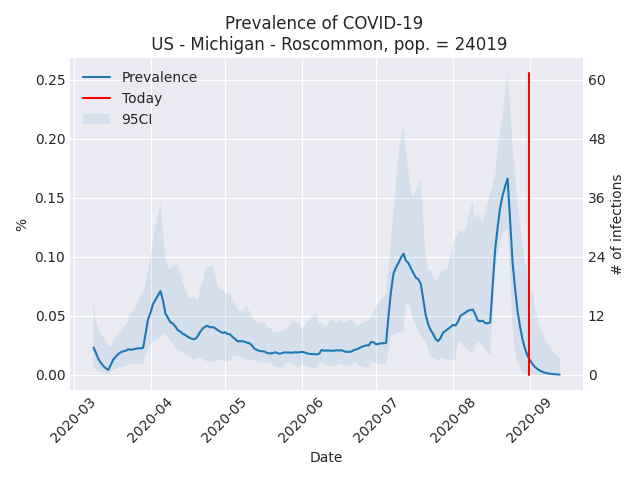 Prevalence of COVID-19
US - Michigan - Roscommon, pop. = 24019
Prevalence
Today
95CI
0.25
0.20
0.15
0.10
0.05
0.00
%
60
48
36
24
12
0
# of infections
2020-03
2020-04
2020-05
2020-06
2020-07
2020-08
2020-09
Date